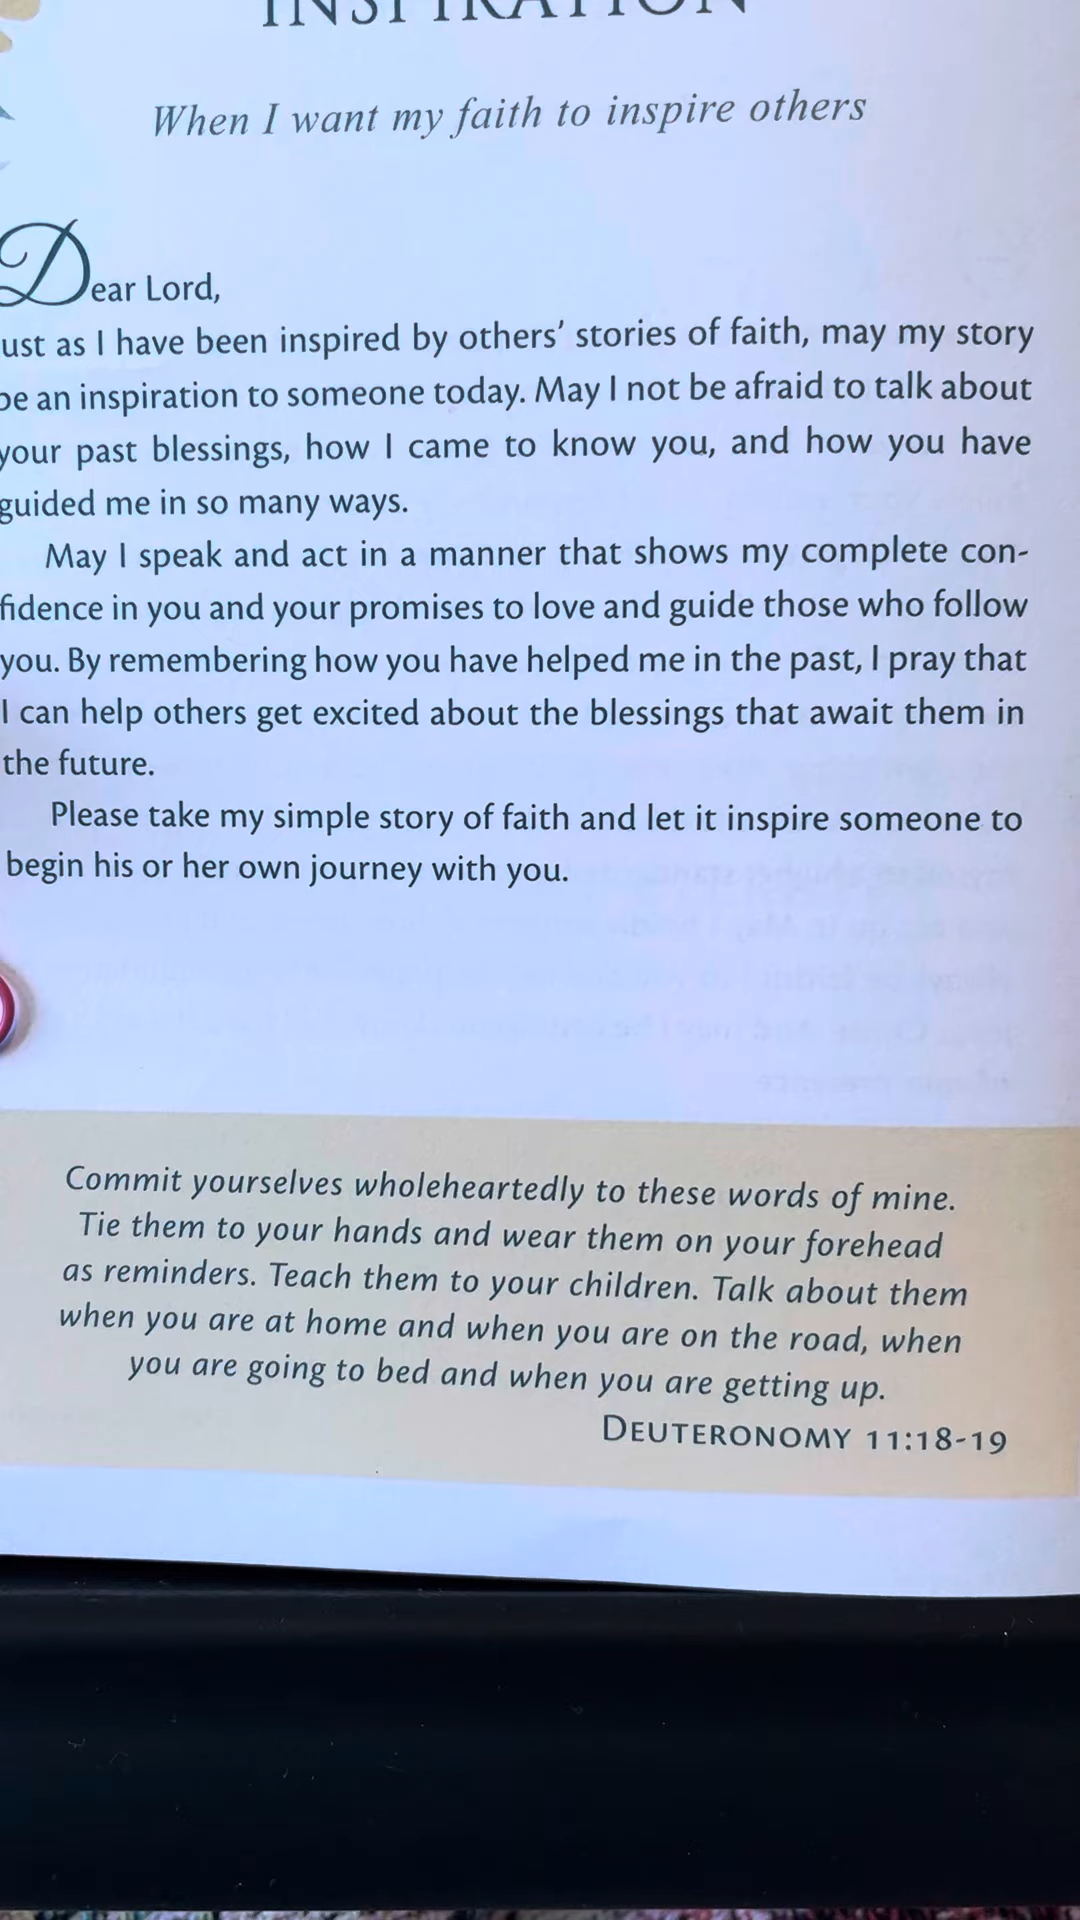 INSPIRATION
When I want my faith to inspire others
Dear Lord,
ust as I have been inspired by others’ stories of faith, may my story
be an inspiration to someone today. May I not be afraid to talk about
your past blessings, how I came to know you, and how you have
guided me in so many ways.
May I speak and act in a manner that shows my complete con-
fidence in you and your promises to love and guide those who follow
you. By remembering how you have helped me in the past, I pray that
I can help others get excited about the blessings that await them in
the future.
Please take my simple story of faith and let it inspire someone to
begin his or her own journey with you.
Commit yourselves wholeheartedly to these words of mine.
Tie them to your hands and wear them on your forehead
as reminders. Teach them to your children. Talk about them
when you are at home and when you are on the road, when
you are going to bed and when you are getting up.
DEUTERONOMY 11:18-19